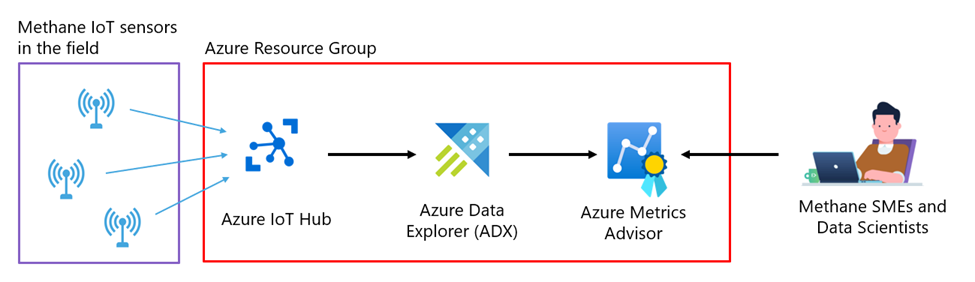 Methane IoT sensors
in the field
Azure Resource Group
Azure IoT Hub
Azure Data
Explorer (ADX)
Azure Metrics
Advisor
Methane SMEs and
Data Scientists